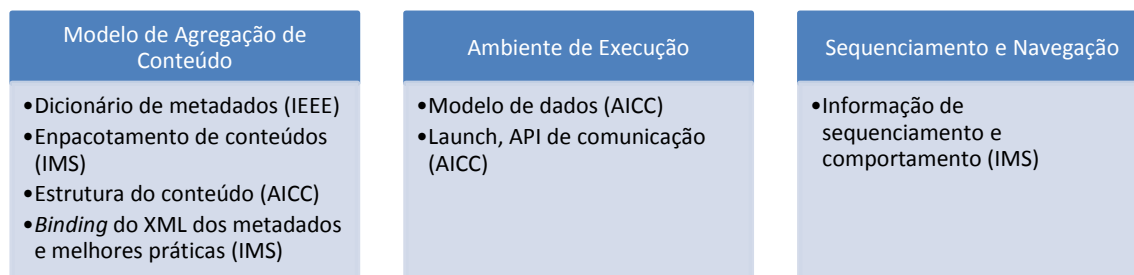 Modelo de Agregação de
Conteúdo
•Dicionário de metadados (IEEE)
•Enpacotamento de conteúdos
(IMS)
•Estrutura do conteúdo (AICC)
•Binding do XML dos metadados
e melhores práticas (IMS)
Ambiente de Execução
•Modelo de dados (AICC)
•Launch, API de comunicação
(AICC)
Sequenciamento e Navegação
•Informação de
sequenciamento e
comportamento (IMS)